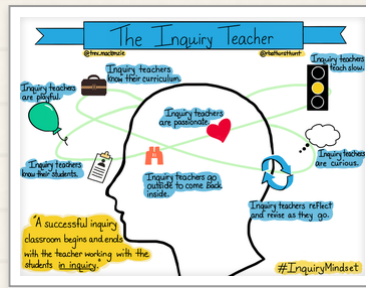 The Inquiry Teacher
@trev_mackenzie
@rbathursthunt
Inquiry teachers
know their curriculum.
Inquiry teachers
teach slow.
Inquiry teachers
are playful.
Inquiry teachers
are passionate.
Inquiry teachers
are curious.
Inquiry teachers
know their students.
Inquiry teachers go
outside to come back
inside.
Inquiry teachers reflect
and revise as they go.
"A successful inquiry
classroom begins and ends
with the teacher working with the
students in inquiry."
#InquiryMindset